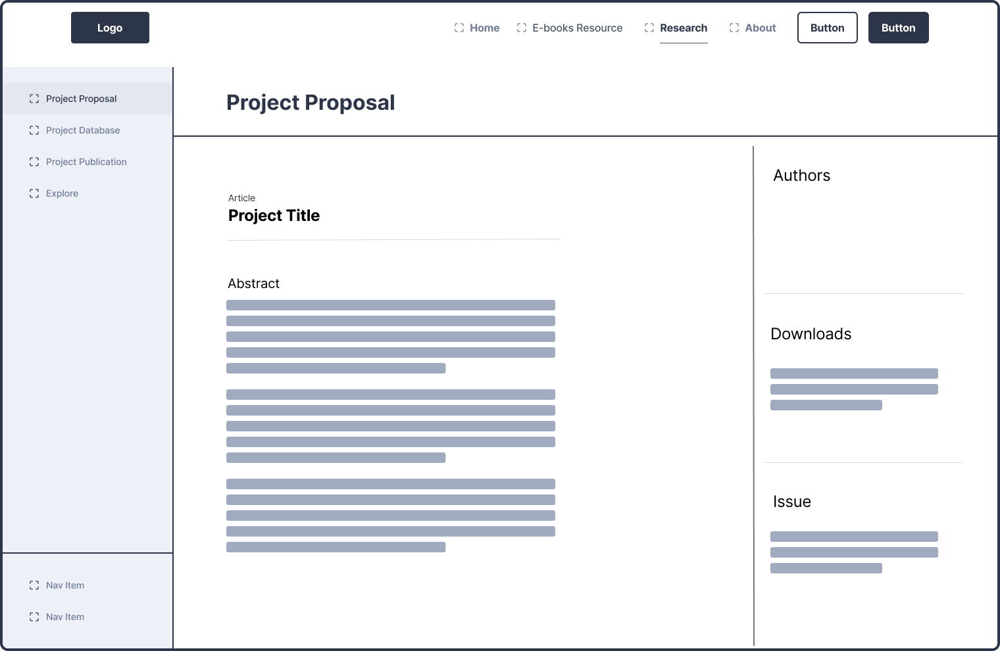 Logo
Home
E-books Resource
Research
About
Button
Button
Project Proposal
Project Database
Project Publication
Explore
Nav Item
Nav Item
Project Proposal
Article
Project Title
Abstract
Authors
Downloads
Issue